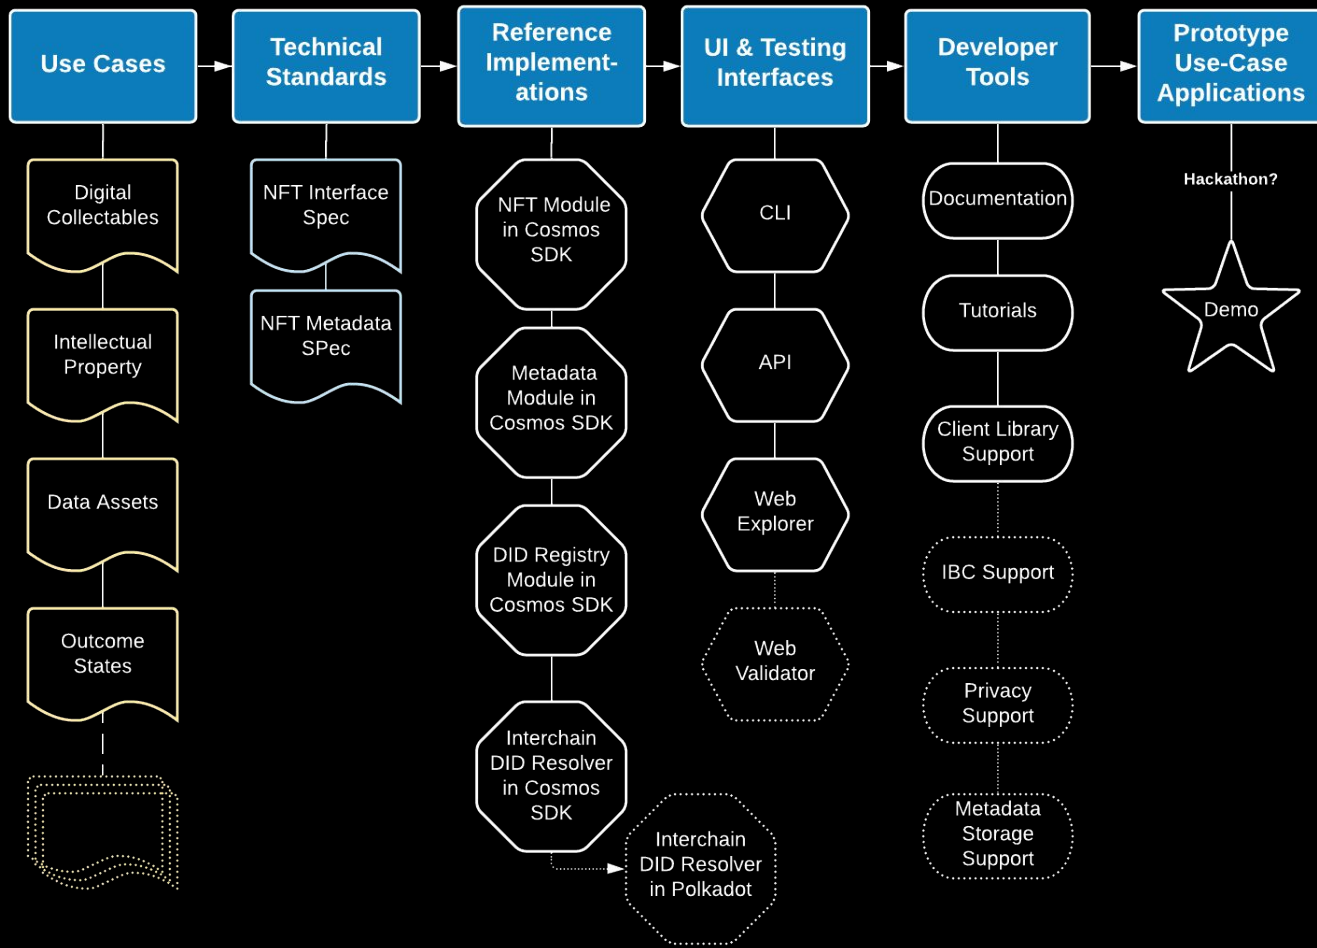 Use Cases
Technical
Standards
Reference
Implement-
ations
UI & Testing
Interfaces
Developer
Tools
Prototype
Use-Case
Applications
Digital
Collectables
Intellectual
Property
Data Assets
Outcome
States
NFT Interface
Spec
NFT Metadata
SPec
NFT Module
in Cosmos
SDK
Metadata
Module in
Cosmos SDK
DID Registry
Module in
Cosmos SDK
Interchain
DID Resolver
in Cosmos
SDK
Interchain
DID Resolver
in Polkadot
CLI
API
Web
Explorer
Web
Validator
Documentation
Tutorials
Client Library
Support
IBC Support
Privacy
Support
Metadata
Storage
Support
Hackathon?
Demo